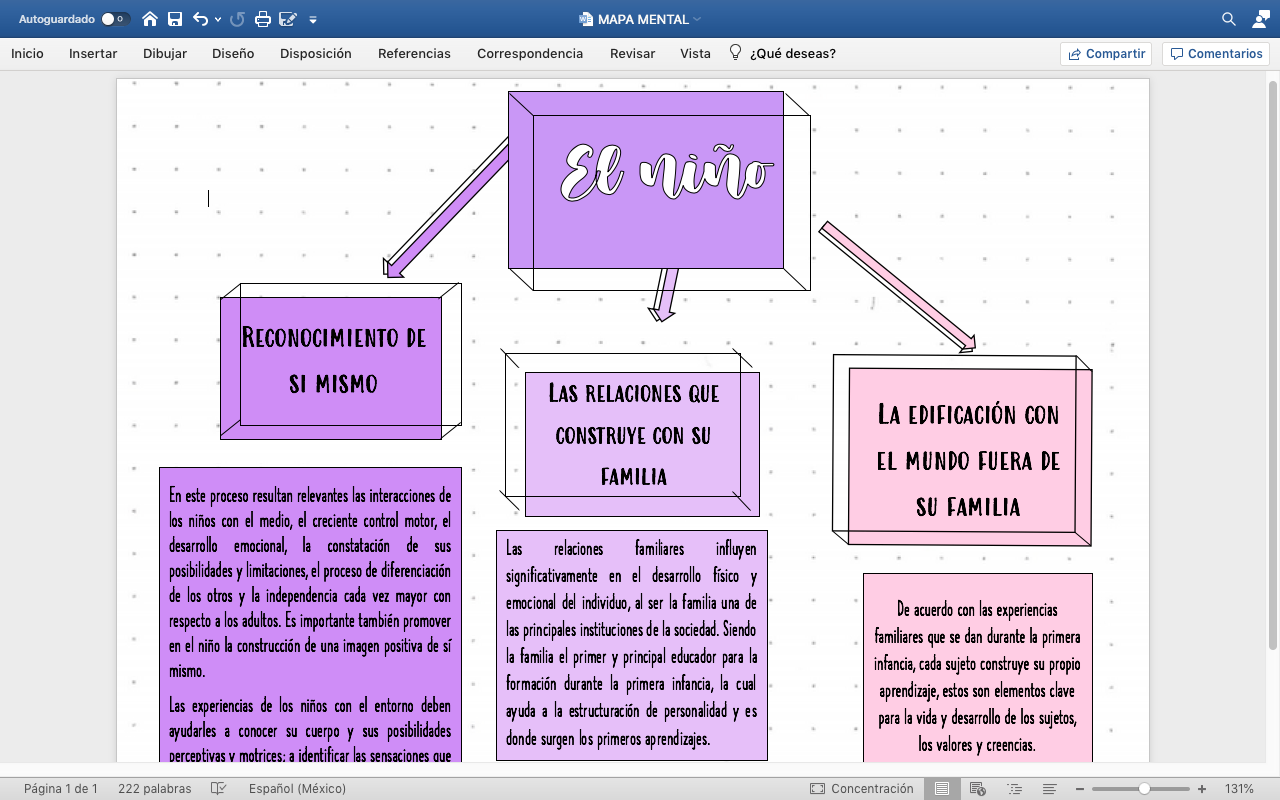 Autoguardado
MAPA MENTAL
Inicio Insertar Dibujar Diseño Disposición Referencias Correspondencia Revisar Vista ¿Qué deseas? Compartir Comentarios
El niño
RECONOCIMIENTO DE
SI MISMO
LAS RELACIONES QUE
CONSTRUYE CON SU
FAMILIA
LA EDIFICACIÓN CON
EL MUNDO FUERA DE
SU FAMILIA
En este proceso resultan relevantes las interacciones de
los niños con el medio, el creciente control motor, el
desarrollo emocional, la constatación de sus
posibilidades y limitaciones, el proceso de diferenciación
de los otros y la independencia cada vez mayor con
respecto a los adultos. Es importante también promover
en el niño la construcción de una imagen positiva de sí
mismo.
Las experiencias de los niños con el entorno deben
ayudarles a conocer su cuerpo y sus posibilidades
perceptivas y motrices; a identificar las sensaciones que
Las relaciones familiares influyen
significativamente en el desarrollo físico y
emocional del individuo, al ser la familia una de
las principales instituciones de la sociedad. Siendo
la familia el primer y principal educador para la
formación durante la primera infancia, la cual
ayuda a la estructuración de personalidad y es
donde surgen los primeros aprendizajes.
De acuerdo con las experiencias
familiares que se dan durante la primera
infancia, cada sujeto construye su propio
aprendizaje, estos son elementos clave
para la vida y desarrollo de los sujetos,
los valores y creencias.
Página 1 de 1 222 palabras Español (México) Concentración 131%